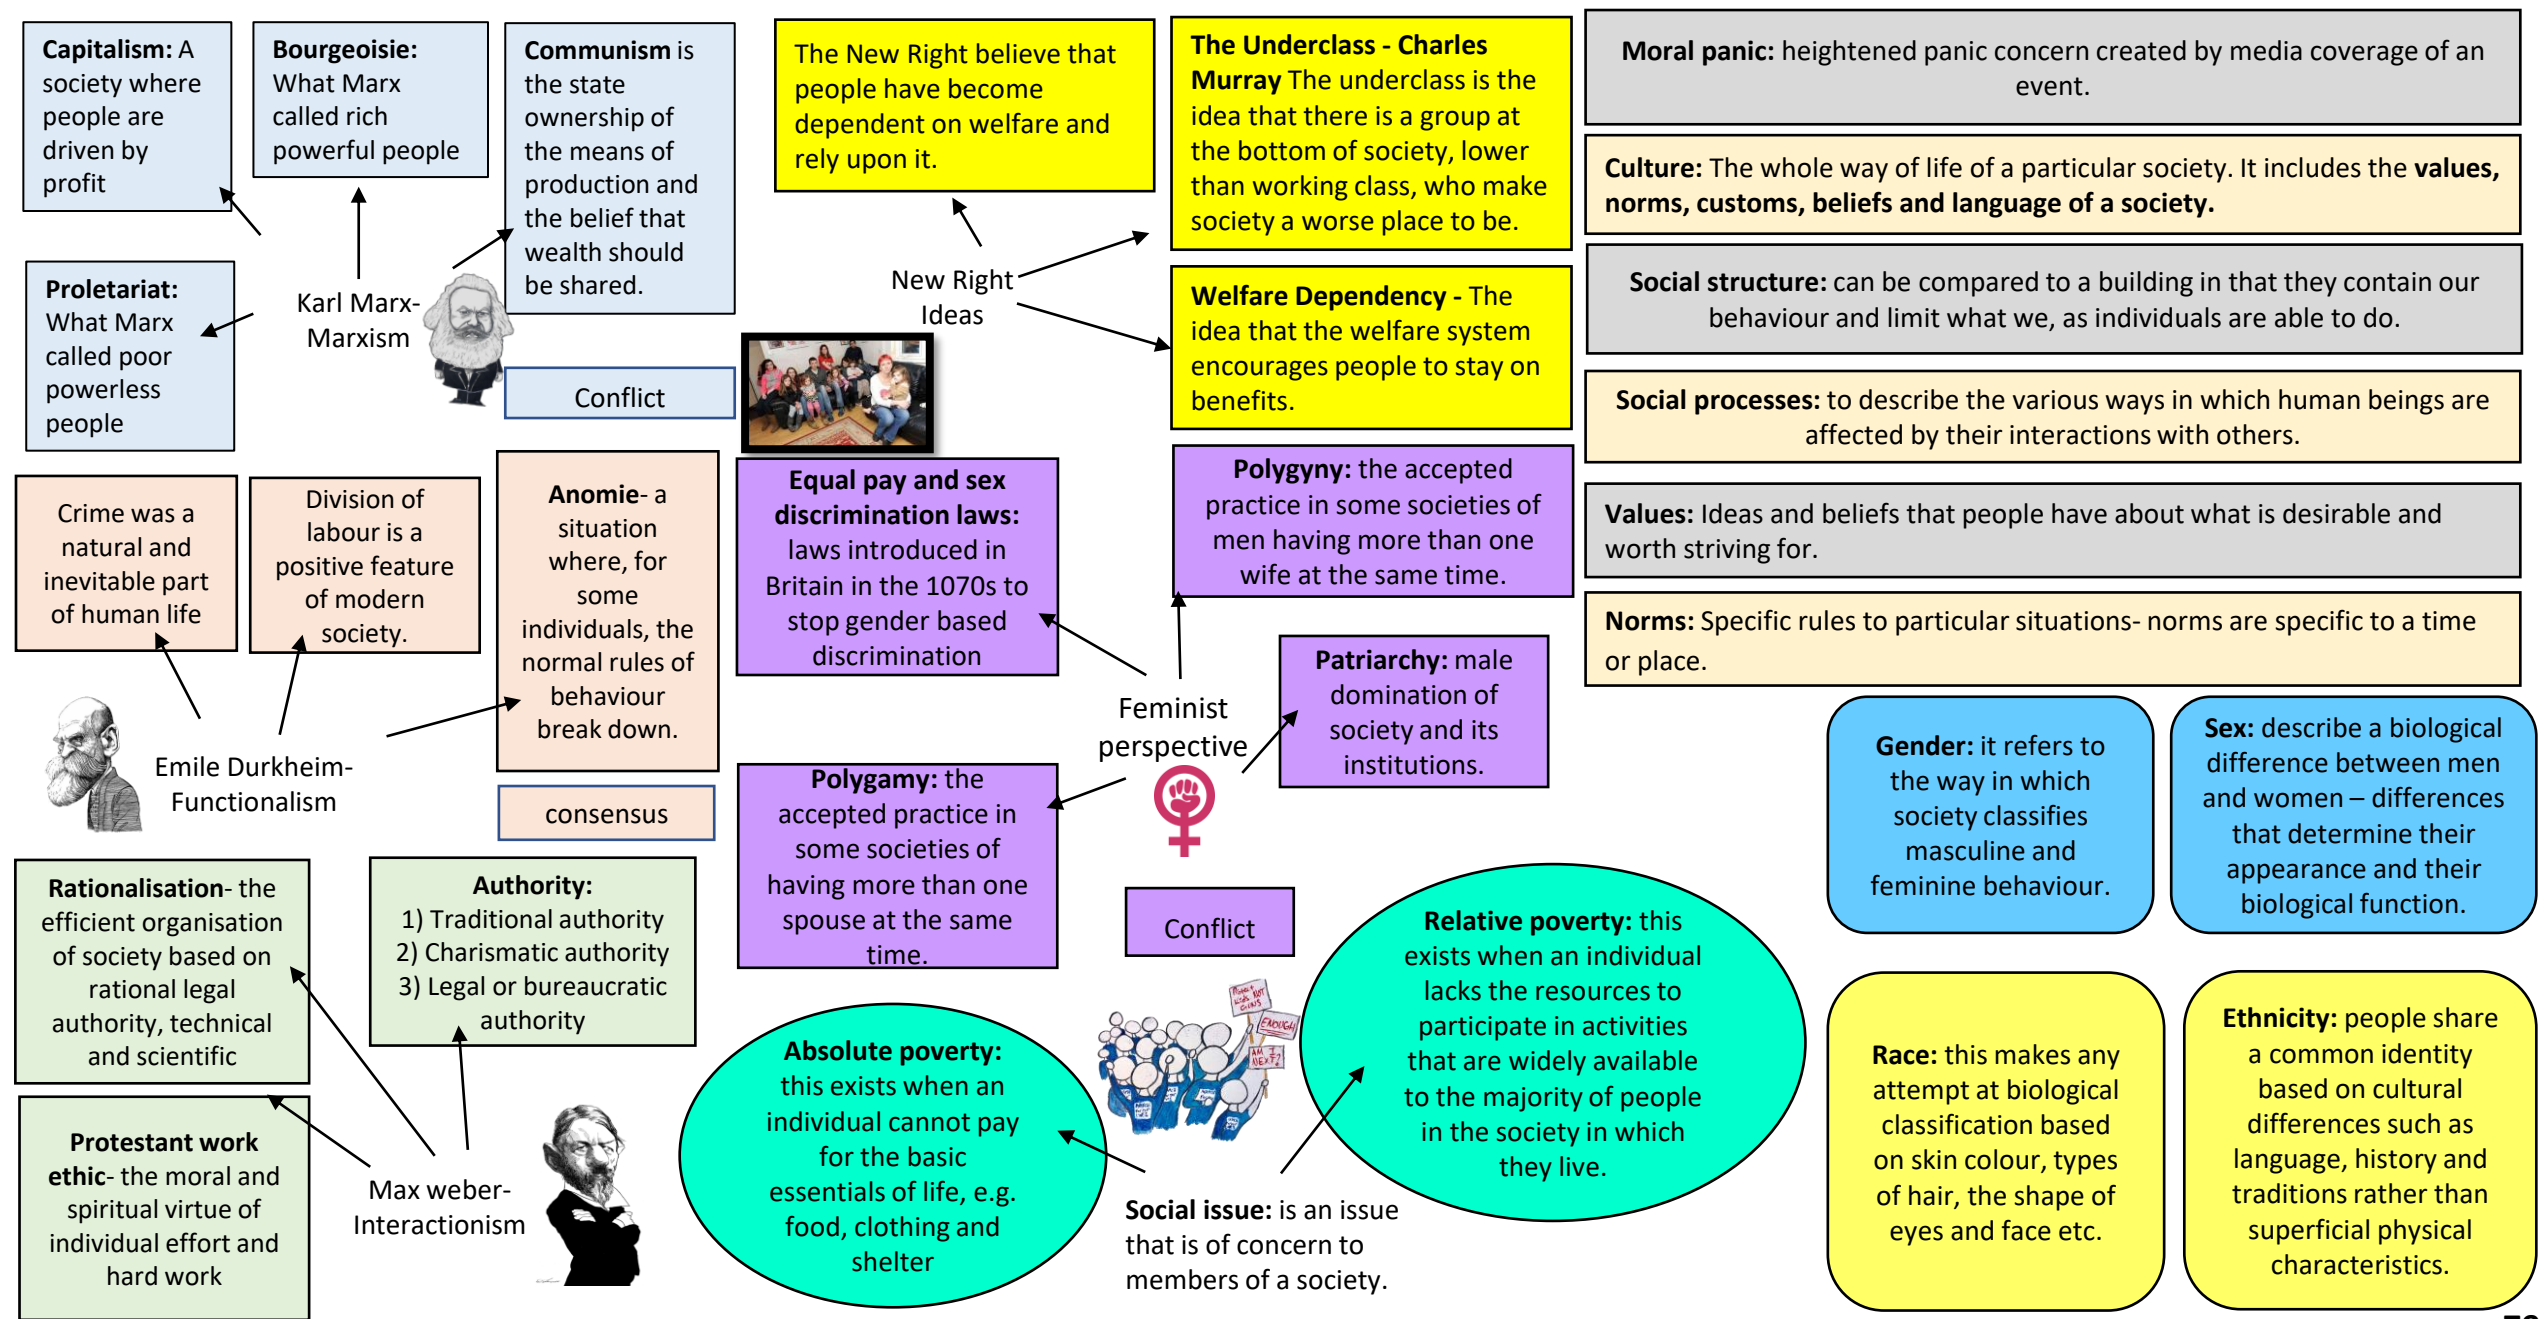 Capitalism: A
society where
people are
driven by
profit
Bourgeoisie:
What Marx
called rich
powerful people
Communism is
the state
ownership of
the means of
production and
the belief that
wealth should
be shared.
Proletariat:
What Marx
called poor
powerless
people
Karl Marx-
Marxism
Conflict
The New Right believe that
people have become
dependent on welfare and
rely upon it.
The Underclass - Charles
Murray The underclass is the
idea that there is a group at
the bottom of society, lower
than working class, who make
society a worse place to be.
New Right
Ideas
Welfare Dependency - The
idea that the welfare system
encourages people to stay on
benefits.
Moral panic: heightened panic concern created by media coverage of an
event.
Culture: The whole way of life of a particular society. It includes the values,
norms, customs, beliefs and language of a society.
Social structure: can be compared to a building in that they contain our
behaviour and limit what we, as individuals are able to do.
Social processes: to describe the various ways in which human beings are
affected by their interactions with others.
Values: Ideas and beliefs that people have about what is desirable and
worth striving for.
Norms: Specific rules to particular situations- norms are specific to a time
or place.
Crime was a
natural and
inevitable part
of human life
Division of
labour is a
positive feature
of modern
society.
Anomie- a
situation
where, for
some
individuals, the
normal rules of
behaviour
break down.
Emile Durkheim-
Functionalism
consensus
Equal pay and sex
discrimination laws:
laws introduced in
Britain in the 1070s to
stop gender based
discrimination
Polygyny: the accepted
practice in some societies of
men having more than one
wife at the same time.
Patriarchy: male
domination of
society and its
institutions.
Feminist
perspective
Polygamy: the
accepted practice in
some societies of
having more than one
spouse at the same
time.
Conflict
Gender: it refers to
the way in which
society classifies
masculine and
feminine behaviour.
Sex: describe a biological
difference between men
and women – differences
that determine their
appearance and their
biological function.
Rationalisation- the
efficient organisation
of society based on
rational legal
authority, technical
and scientific
Authority:
1) Traditional authority
2) Charismatic authority
3) Legal or bureaucratic
authority
Protestant work
ethic- the moral and
spiritual virtue of
individual effort and
hard work
Max weber-
Interactionism
Absolute poverty:
this exists when an
individual cannot pay
for the basic
essentials of life, e.g.
food, clothing and
shelter
NOT
ENOUGH
AM I
NEXT?
Relative poverty: this
exists when an individual
lacks the resources to
participate in activities
that are widely available
to the majority of people
in the society in which
they live.
Social issue: is an issue
that is of concern to
members of a society.
Race: this makes any
attempt at biological
classification based
on skin colour, types
of hair, the shape of
eyes and face etc.
Ethnicity: people share
a common identity
based on cultural
differences such as
language, history and
traditions rather than
superficial physical
characteristics.